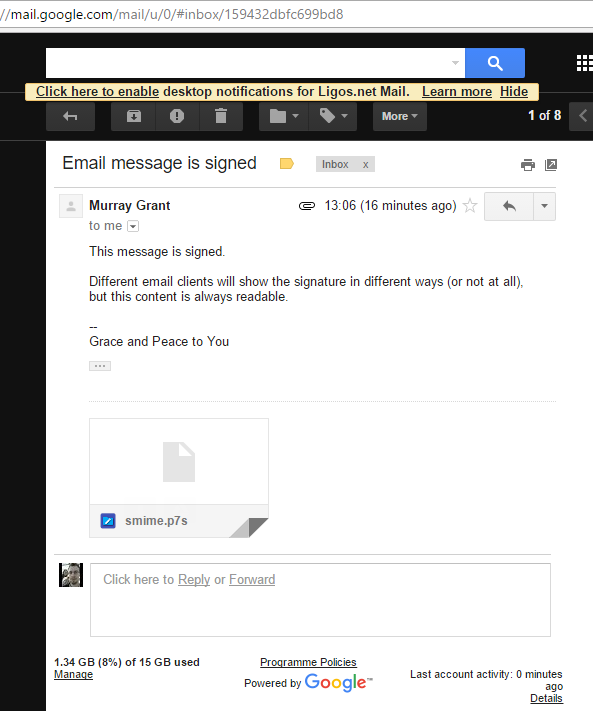 //mail.google.com/mail/u/0/#inbox/159432dbfc699bd8
Click here to enable desktop notifications for Ligos.net Mail. Learn more Hide
More
1 of 8
Email message is signed
Inbox x
Murray Grant
13:06 (16 minutes ago)
to me
This message is signed.
Different email clients will show the signature in different ways (or not at all),
but this content is always readable.
--
Grace and Peace to You
...
smime.p7s
Click here to Reply or Forward
1.34 GB (8%) of 15 GB used
Manage
Programme Policies
Powered by Google™
Last account activity: 0 minutes
ago
Details